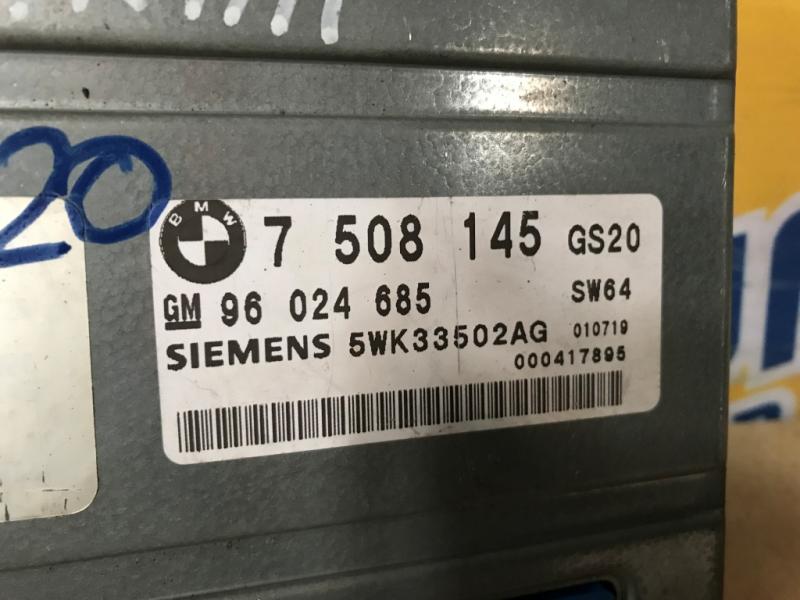 20
BMW 7 508 145 GS20
GM 96 024 685 SW64
SIEMENS 5WK33502AG 010719
000417895